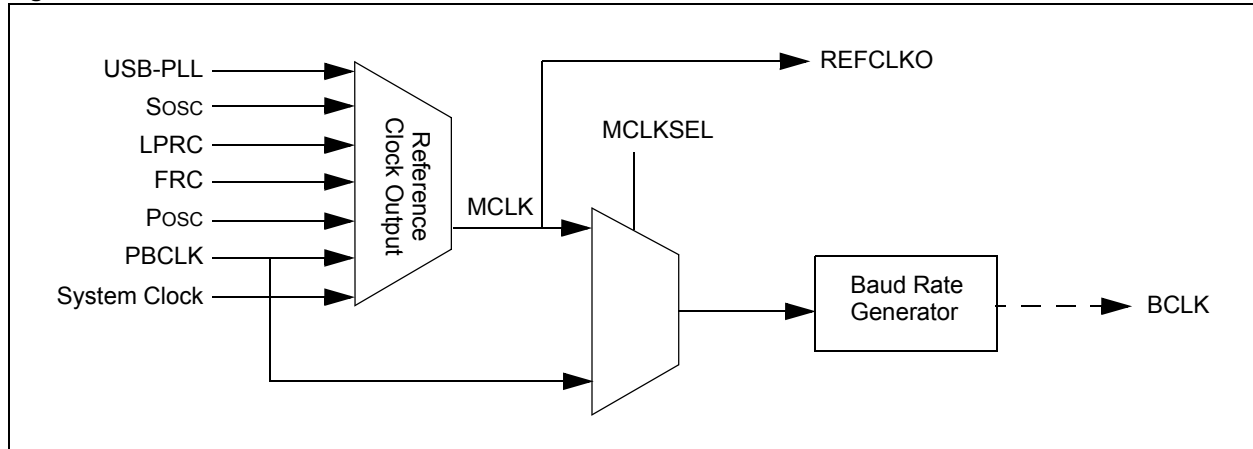 USB-PLL
SOSC
LPRC
FRC
POSC
PBCLK
System Clock
Reference
Clock Output
MCLK
REFCLKO
MCLKSEL
Baud Rate
Generator
BCLK